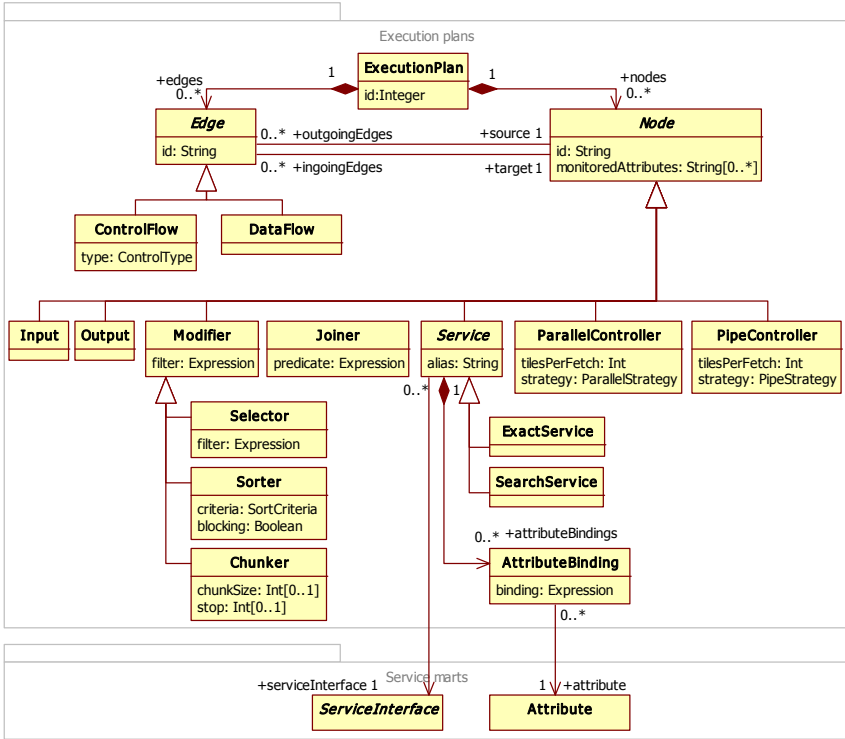 Execution plans
ExecutionPlan
id:Integer
1
1
+edges
0..*
+nodes
0..*
Edge
id: String
0..* +outgoingEdges
+source 1
0..* +ingoingEdges
+target 1
Node
id: String
monitoredAttributes: String[0..*]
ControlFlow
type: ControlType
DataFlow
Input
Output
Modifier
filter: Expression
Joiner
predicate: Expression
Service
alias: String
ParallelController
tilesPerFetch: Int
strategy: ParallelStrategy
PipeController
tilesPerFetch: Int
strategy: PipeStrategy
0..*
1
Selector
filter: Expression
ExactService
Sorter
criteria: SortCriteria
blocking: Boolean
SearchService
0..* +attributeBindings
Chunker
chunkSize: Int[0..1]
stop: Int[0..1]
AttributeBinding
binding: Expression
0..*
Service marts
+serviceInterface 1
1 +attribute
ServiceInterface
Attribute